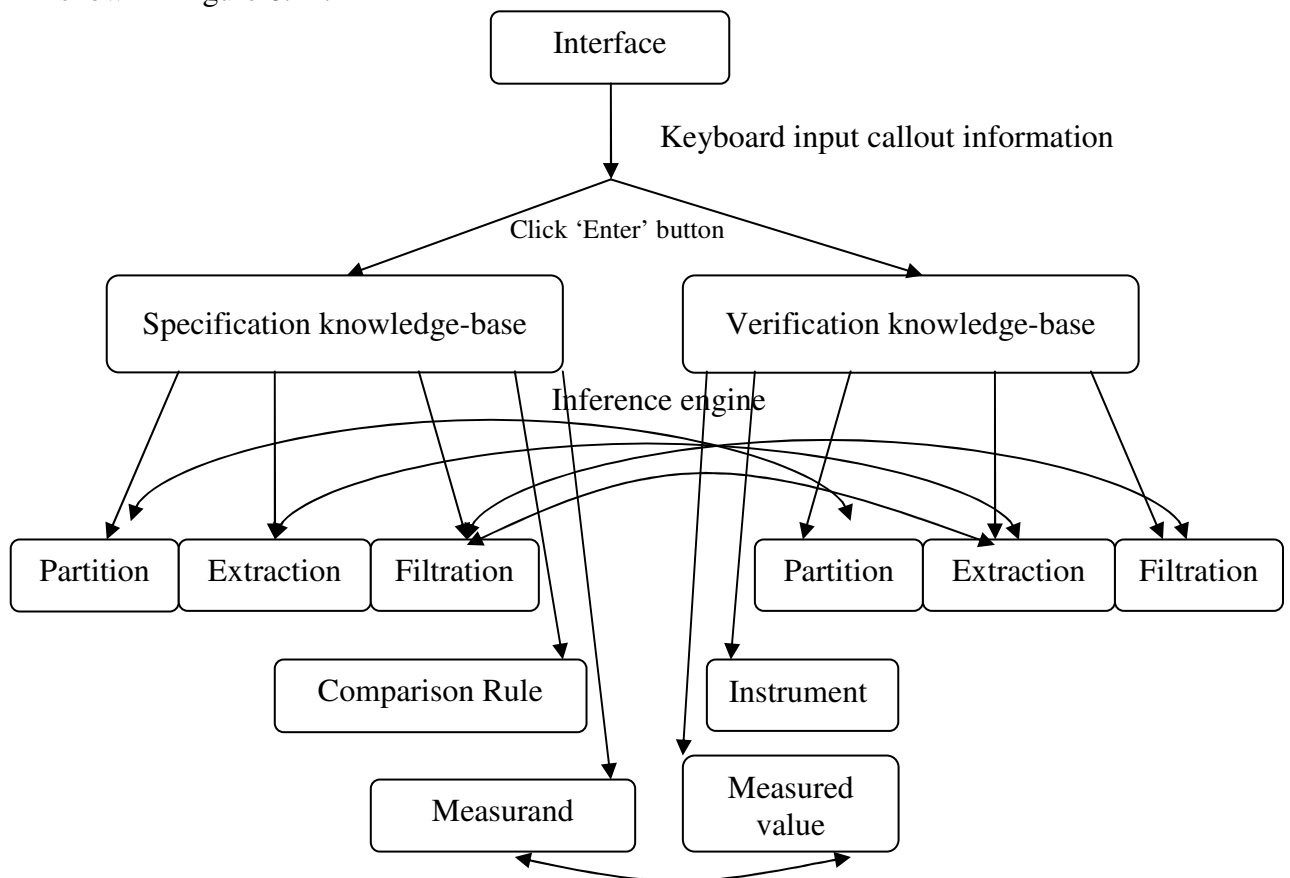 Interface
Keyboard input callout information
Click ‘Enter’ button
Specification knowledge-base
Verification knowledge-base
Inference engine
Partition
Extraction
Filtration
Partition
Extraction
Filtration
Comparison Rule
Instrument
Measurand
Measured
value